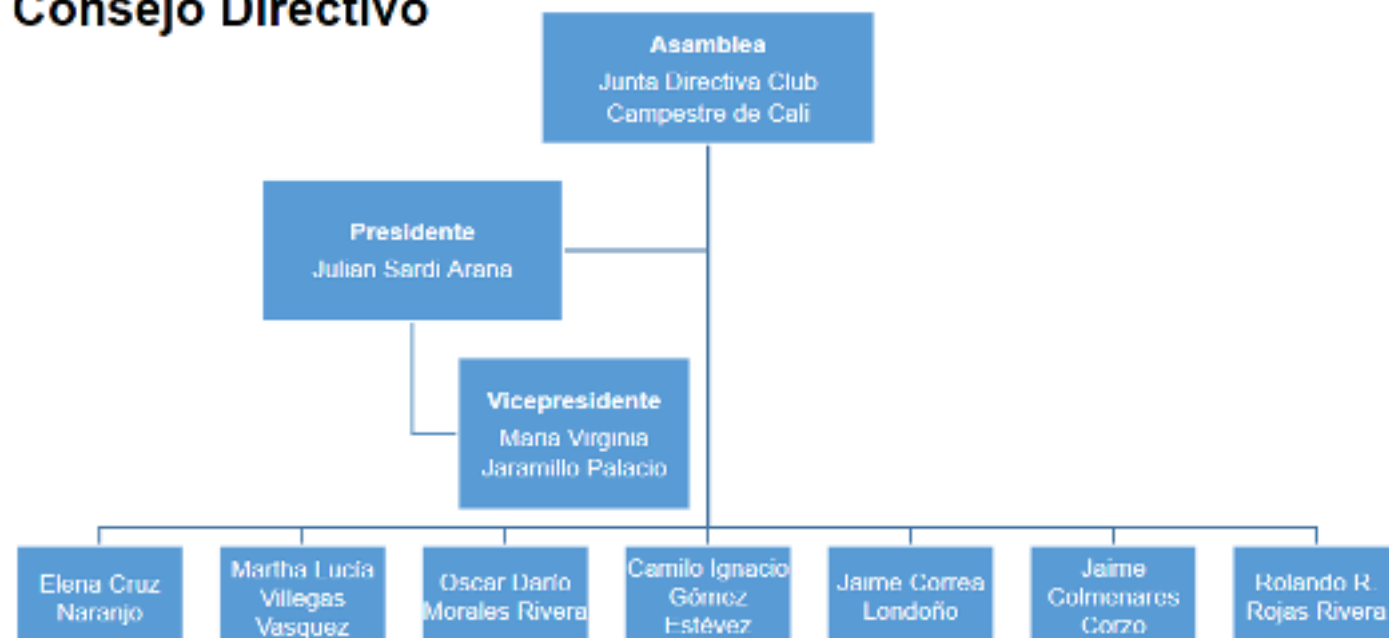 Consejo Directivo
Asamblea
Junta Directiva Club
Campestre de Cali
Presidente
Julian Sardi Arana
Vicepresidente
Maria Virginia
Jaramillo Palacio
Elena Cruz
Naranjo
Martha Lucía
Villegas
Vasquez
Oscar Darío
Morales Rivera
Camilo Ignacio
Gómez
Estévez
Jaime Correa
Londoño
Jaime
Colmenares
Corzo
Rolando R.
Rojas Rivera